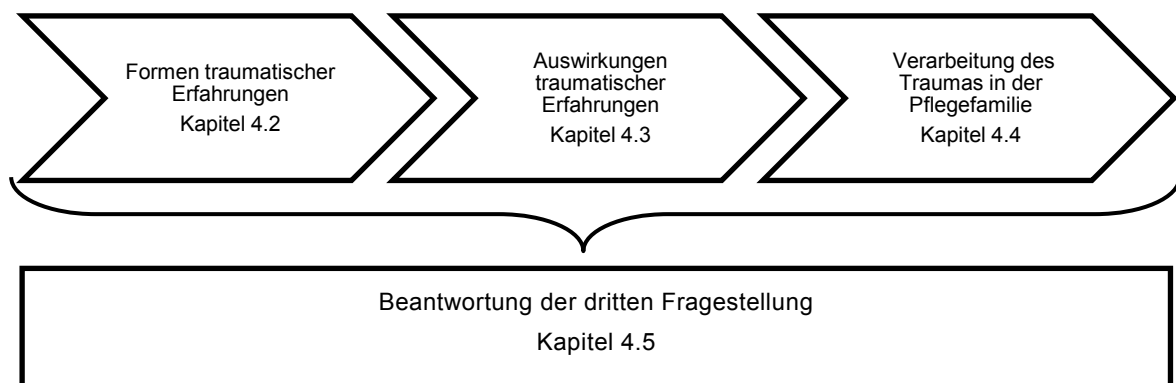 Formen traumatischer
Erfahrungen
Kapitel 4.2
Auswirkungen
traumatischer
Erfahrungen
Kapitel 4.3
Verarbeitung des
Traumas in der
Pflegefamilie
Kapitel 4.4
Beantwortung der dritten Fragestellung
Kapitel 4.5